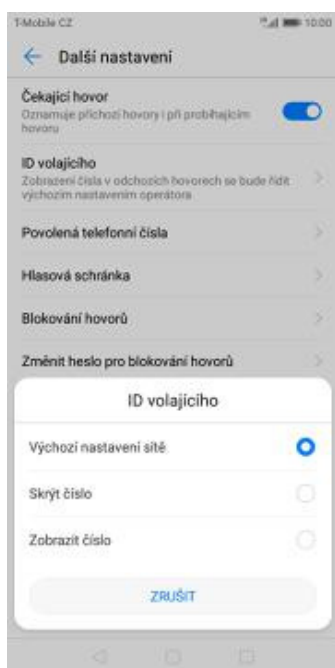 T-Mobile CZ
10:00
Další nastavení
Čekající hovor
Oznamuje příchozí hovory i při probíhajícím
hovoru
ID volajícího
Zobrazení čísla v odchozích hovorech se bude řídit
výchozím nastavením operátora
Povolená telefonní čísla
Hlasová schránka
Blokování hovorů
Změnit heslo pro blokování hovorů
ID volajícího
Výchozí nastavení sítě
Skrýt číslo
Zobrazit číslo
ZRUŠIT